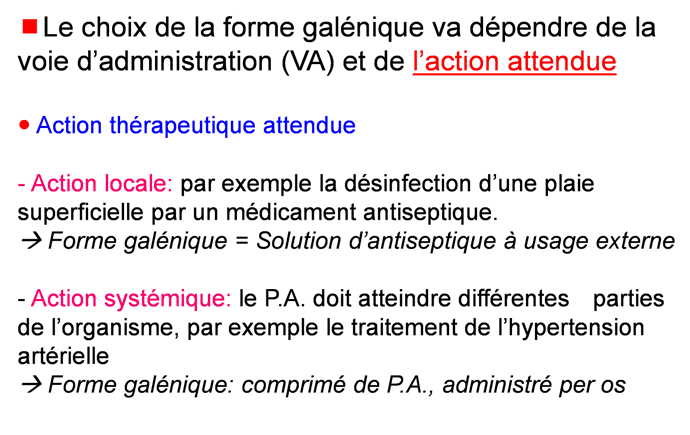 ■ Le choix de la forme galénique va dépendre de la
voie d’administration (VA) et de l’action attendue
• Action thérapeutique attendue
- Action locale: par exemple la désinfection d’une plaie
superficielle par un médicament antiseptique.
→ Forme galénique = Solution d’antiseptique à usage externe
- Action systémique: le P.A. doit atteindre différentes parties
de l’organisme, par exemple le traitement de l’hypertension
artérielle
→ Forme galénique: comprimé de P.A., administré per os